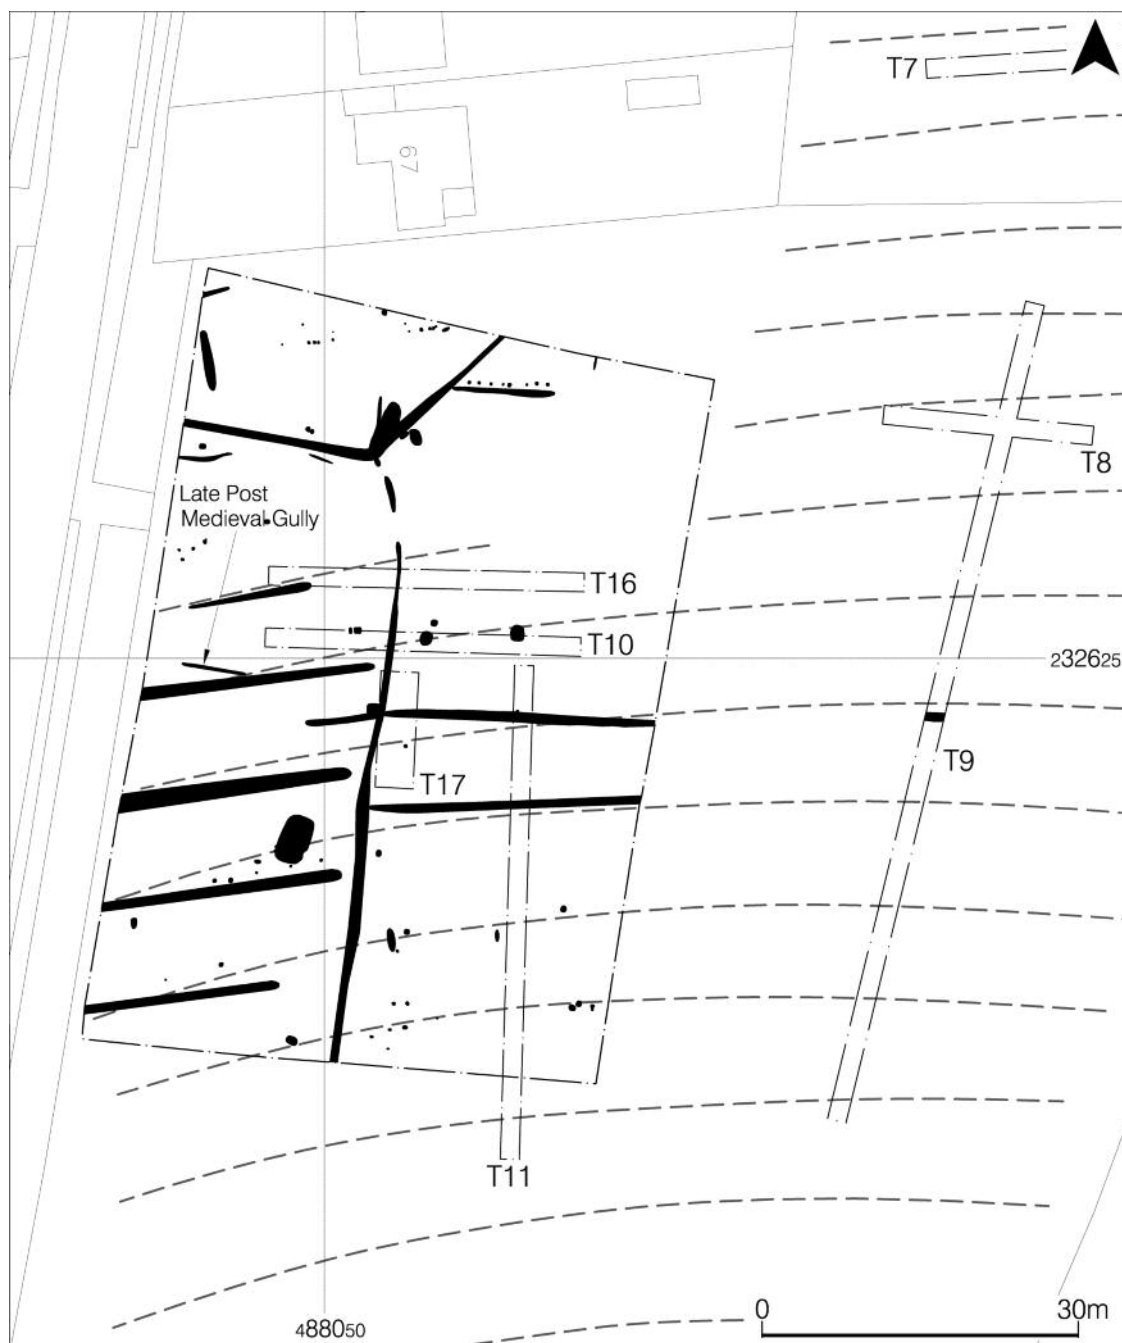 T7
67
T8
Late Post
Medieval Gully
T16
T10
232625
T9
T17
T11
0 30m
488050